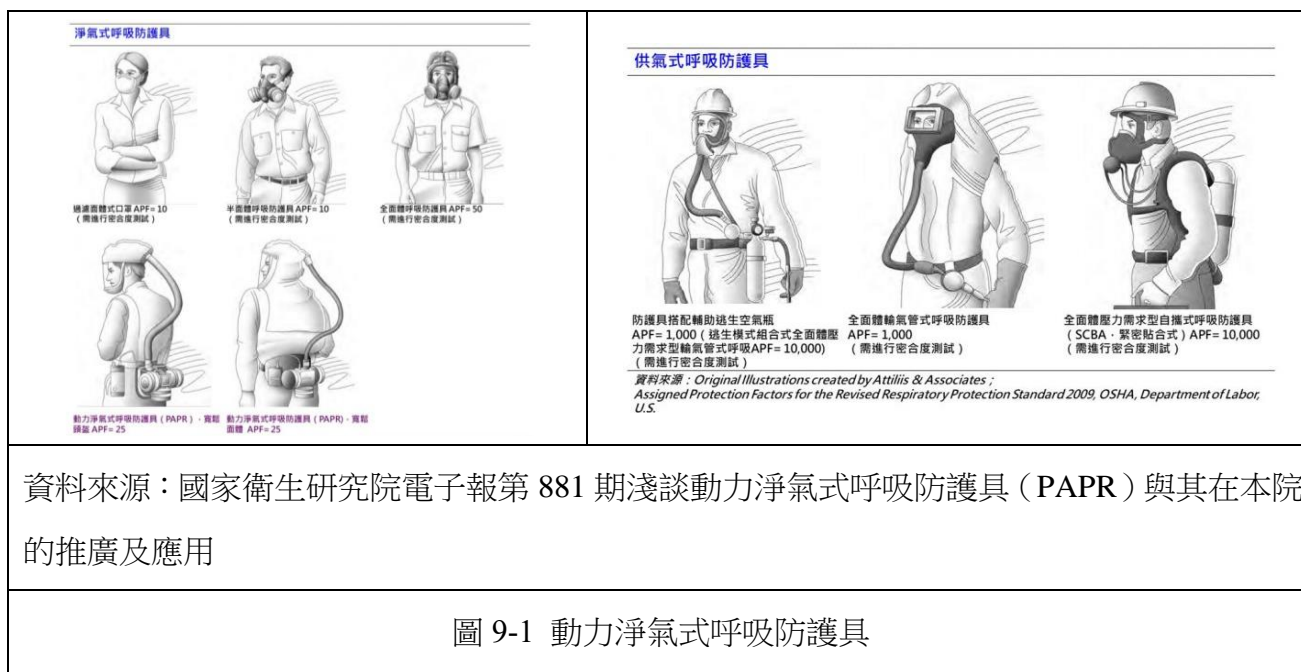 淨氣式呼吸防護具
過濾面體式口罩 APF= 10
（需進行密合度測試）
半面體呼吸防護具 APF= 10
（需進行密合度測試）
全面體呼吸防護具 APF= 50
（需進行密合度測試）
動力淨氣式呼吸防護具（PAPR）﹐寬鬆
頭盔 APF= 25
動力淨氣式呼吸防護具（PAPR)﹐寬鬆
面體 APF= 25
供氣式呼吸防護具
防護具搭配輔助逃生空氣瓶
APF= 1,000（逃生模式組合式全面體壓
力需求型輸氣管式呼吸APF= 10,000)
（需進行密合度測試）
全面體輸氣管式呼吸防護具
APF= 1,000
（需進行密合度測試）
全面體壓力需求型自攜式呼吸防護具
（SCBA﹐緊密貼合式）APF= 10,000
（需進行密合度測試）
資料來源：Original Illustrations created by Attiliis & Associates；
Assigned Protection Factors for the Revised Respiratory Protection Standard 2009, OSHA, Department of Labor,
U.S.
資料來源：國家衛生研究院電子報第 881 期淺談動力淨氣式呼吸防護具（PAPR）與其在本院
的推廣及應用
圖 9-1 動力淨氣式呼吸防護具